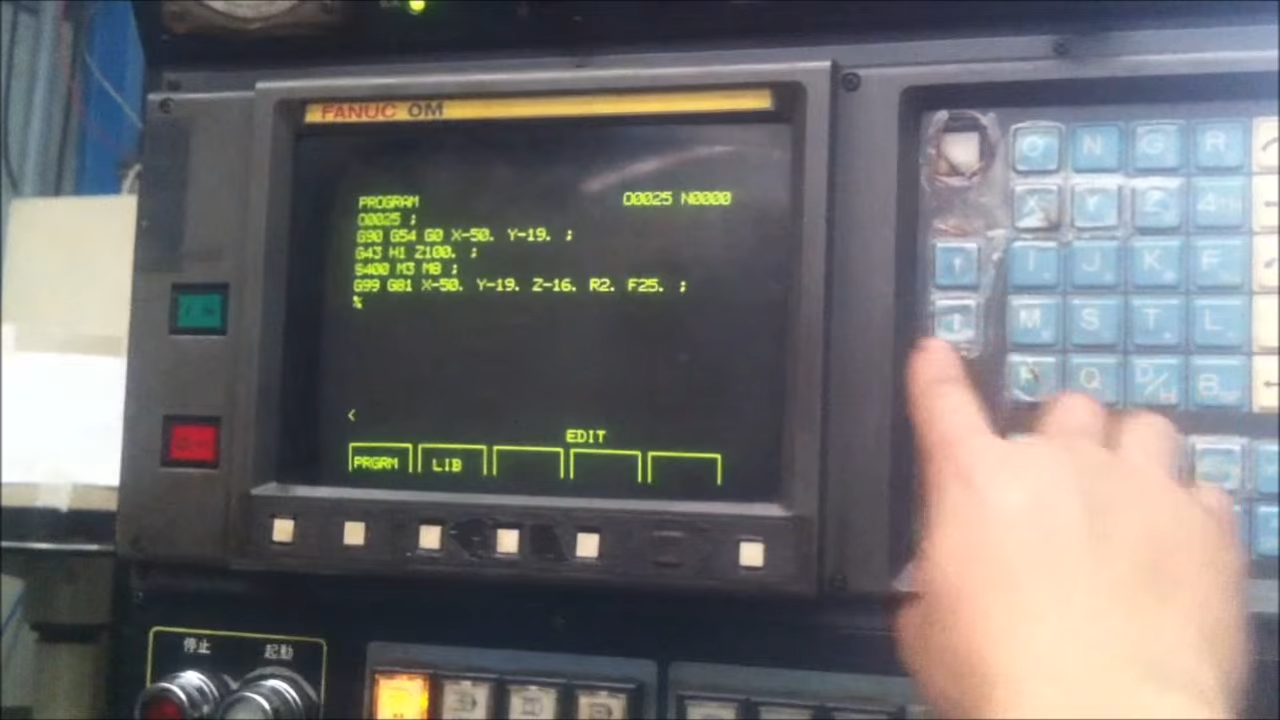 FANUC OM
PROGRAM O0025 N0000
O0025 ;
G90 G54 G0 X-50. Y-19. ;
G43 H1 Z100. ;
S400 M3 M8 ;
G99 G81 X-50. Y-19. Z-16. R2. F25. ;
%
<
EDIT
PRGRM LIB
O N G R
X Y Z 4
I J K F
M S T L
Q D/H B
停止 起動